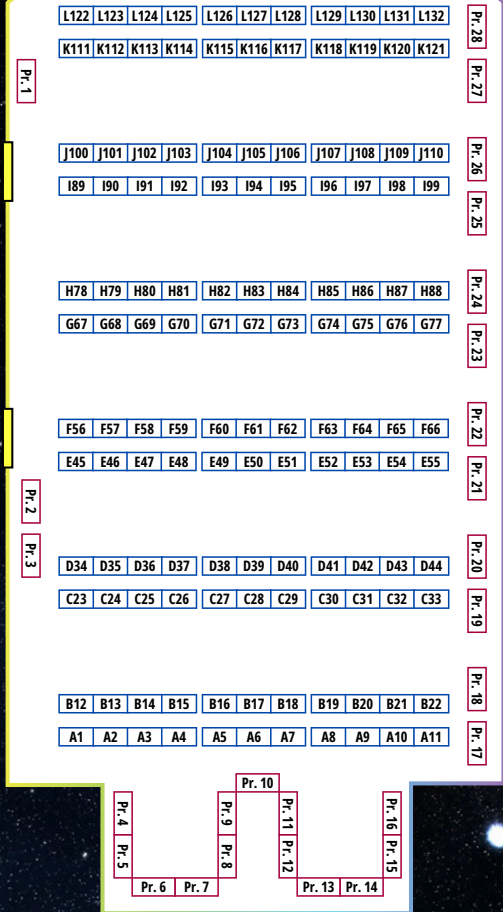 L122 L123 L124 L125 L126 L127 L128 L129 L130 L131 L132
Pr. 28
K111 K112 K113 K114 K115 K116 K117 K118 K119 K120 K121
Pr. 1
Pr. 27
J100 J101 J102 J103 J104 J105 J106 J107 J108 J109 J110
Pr. 26
I89 I90 I91 I92 I93 I94 I95 I96 I97 I98 I99
Pr. 25
H78 H79 H80 H81 H82 H83 H84 H85 H86 H87 H88
Pr. 24
G67 G68 G69 G70 G71 G72 G73 G74 G75 G76 G77
Pr. 23
F56 F57 F58 F59 F60 F61 F62 F63 F64 F65 F66
Pr. 22
E45 E46 E47 E48 E49 E50 E51 E52 E53 E54 E55
Pr. 21
Pr. 2
Pr. 3
D34 D35 D36 D37 D38 D39 D40 D41 D42 D43 D44
Pr. 20
C23 C24 C25 C26 C27 C28 C29 C30 C31 C32 C33
Pr. 19
B12 B13 B14 B15 B16 B17 B18 B19 B20 B21 B22
Pr. 18
A1 A2 A3 A4 A5 A6 A7 A8 A9 A10 A11
Pr. 17
Pr. 10
Pr. 4
Pr. 9
Pr. 11
Pr. 16
Pr. 5
Pr. 8
Pr. 12
Pr. 15
Pr. 6 Pr. 7
Pr. 13 Pr. 14